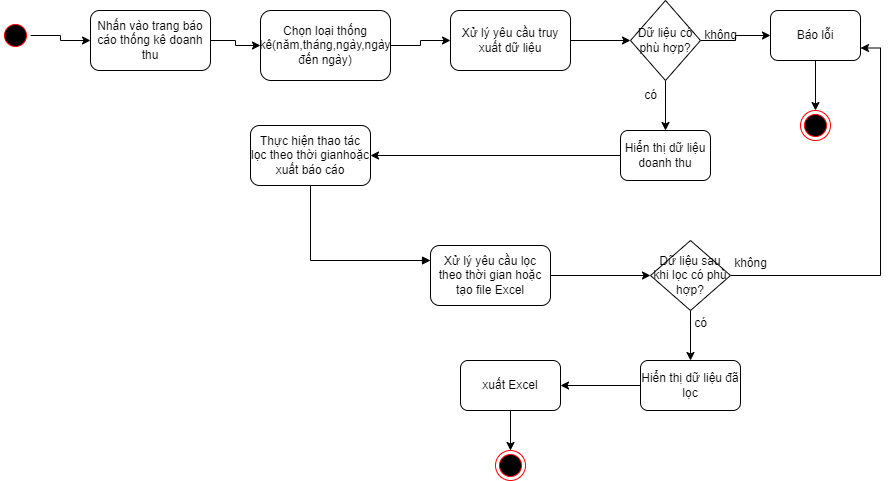 Nhấn vào trang báo
cáo thống kê doanh
thu
Chọn loại thống
kê(năm,tháng,ngày,ngày
đến ngày)
Xử lý yêu cầu truy
xuất dữ liệu
Dữ liệu có
phù hợp?
không
Báo lỗi
có
Hiển thị dữ liệu
doanh thu
Thực hiện thao tác
lọc theo thời gianhoặc
xuất báo cáo
Xử lý yêu cầu lọc
theo thời gian hoặc
tạo file Excel
Dữ liệu sau
khi lọc có phù
hợp?
không
có
Hiển thị dữ liệu đã
lọc
xuất Excel